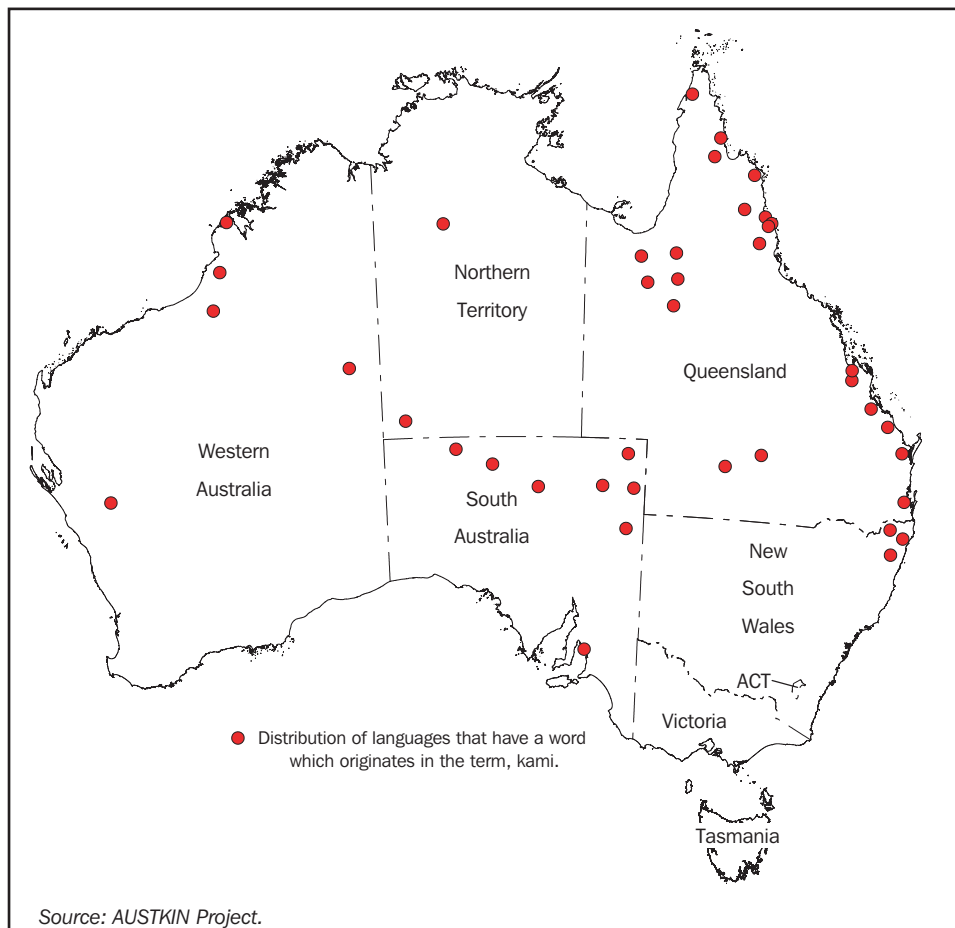 Northern
Territory
Queensland
Western
Australia
South
Australia
New
South
Wales
ACT
Victoria
Distribution of languages that have a word
which originates in the term, kami.
Tasmania
Source: AUSTKIN Project.